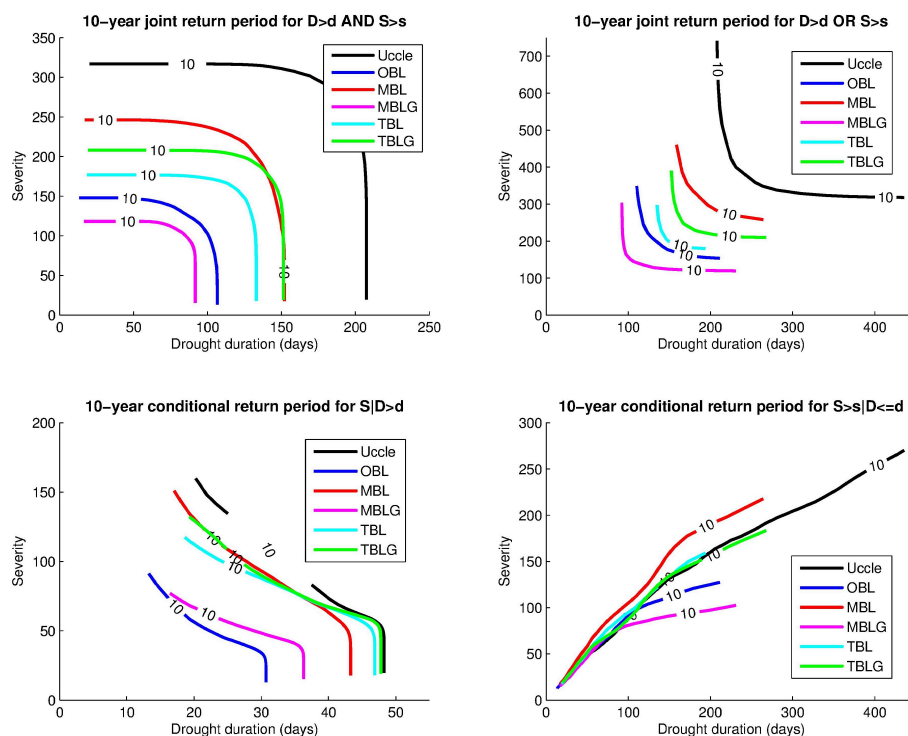 10-year joint return period for D>d AND S>s
350
300
250
200
150
100
50
0
Severity
0
50
100
150
200
250
Drought duration (days)
10
10
10
10
10
10
10
Uccle
OBL
MBL
MBLG
TBL
TBLG
10-year joint return period for D>d OR S>s
700
600
500
400
300
200
100
0
Severity
0
100
200
300
400
Drought duration (days)
10
10
10
10
10
10
10
Uccle
OBL
MBL
MBLG
TBL
TBLG
10-year conditional return period for S|D>d
200
150
100
50
0
Severity
0
10
20
30
40
50
Drought duration (days)
10
10
10
10
10
10
Uccle
OBL
MBL
MBLG
TBL
TBLG
10-year conditional return period for S>s|D<=d
300
250
200
150
100
50
0
Severity
0
100
200
300
400
Drought duration (days)
10
10
10
10
10
10
Uccle
OBL
MBL
MBLG
TBL
TBLG